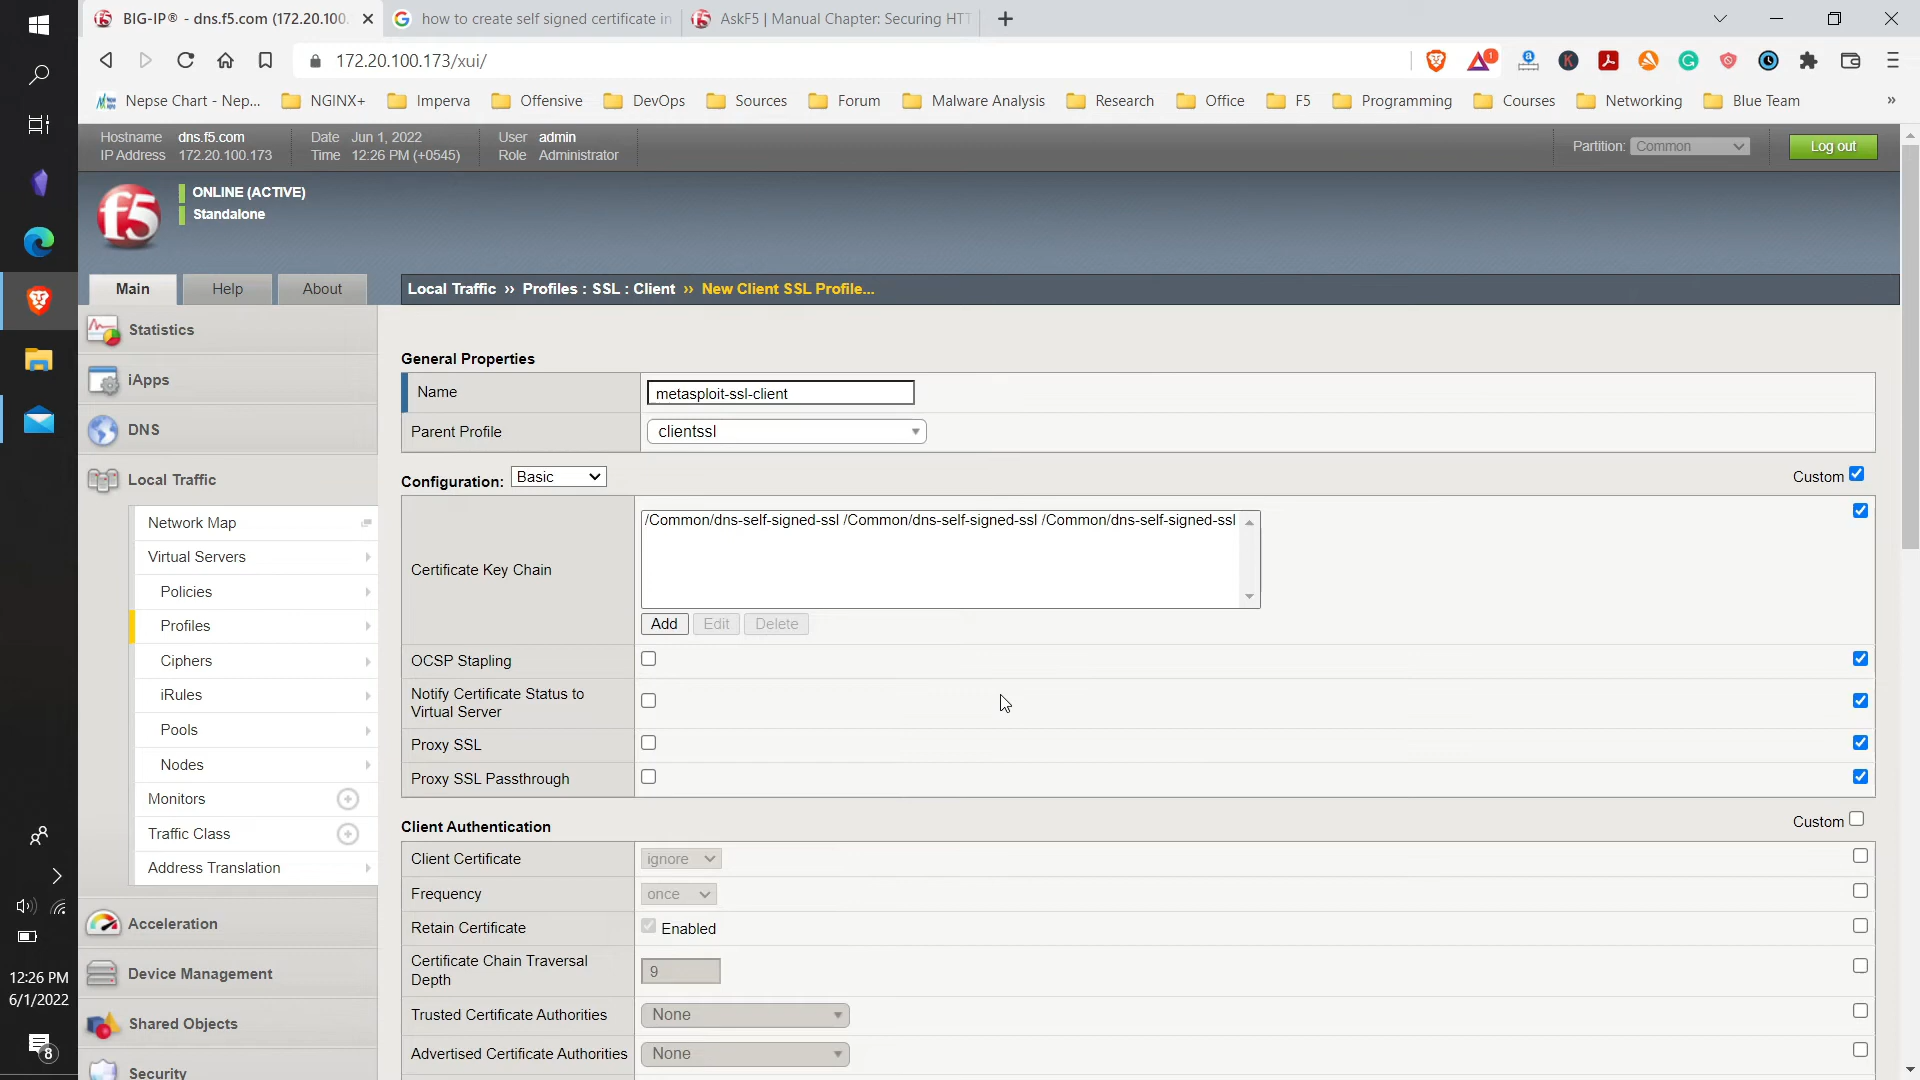 BIG-IP® - dns.f5.com (172.20.100.
how to create self signed certificate in
AskF5 | Manual Chapter: Securing HTT
172.20.100.173/xui/
1
Nepse Chart - Nep...
NGINX+
Imperva
Offensive
DevOps
Sources
Forum
Malware Analysis
Research
Office
F5
Programming
Courses
Networking
Blue Team
»
Hostname dns.f5.com
IP Address 172.20.100.173
Date Jun 1, 2022
Time 12:26 PM (+0545)
User admin
Role Administrator
Partition: Common
Log out
f5
ONLINE (ACTIVE)
Standalone
Main
Help
About
Local Traffic ›› Profiles : SSL : Client ›› New Client SSL Profile...
Statistics
iApps
DNS
Local Traffic
Network Map
Virtual Servers
Policies
Profiles
Ciphers
iRules
Pools
Nodes
Monitors
Traffic Class
Address Translation
Acceleration
Device Management
Shared Objects
Security
General Properties
Name metasploit-ssl-client
Parent Profile clientssl
Configuration: Basic
Custom
Certificate Key Chain
/Common/dns-self-signed-ssl /Common/dns-self-signed-ssl /Common/dns-self-signed-ssl
Add Edit Delete
OCSP Stapling
Notify Certificate Status to
Virtual Server
Proxy SSL
Proxy SSL Passthrough
Client Authentication
Custom
Client Certificate ignore
Frequency once
Retain Certificate Enabled
Certificate Chain Traversal
Depth
9
Trusted Certificate Authorities None
Advertised Certificate Authorities None
12:26 PM
6/1/2022
8